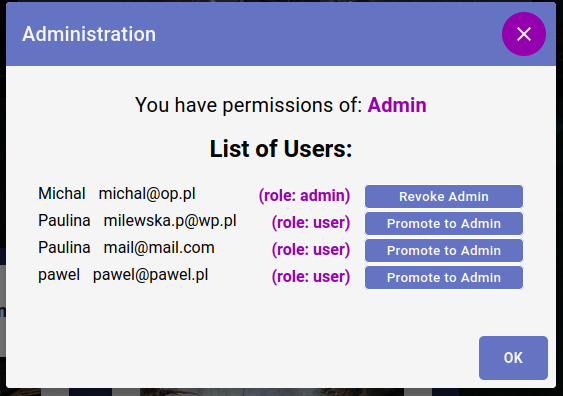 Administration
You have permissions of: Admin
List of Users:
Michal michal@op.pl (role: admin) Revoke Admin
Paulina milewska.p@wp.pl (role: user) Promote to Admin
Paulina mail@mail.com (role: user) Promote to Admin
pawel pawel@pawel.pl (role: user) Promote to Admin
OK